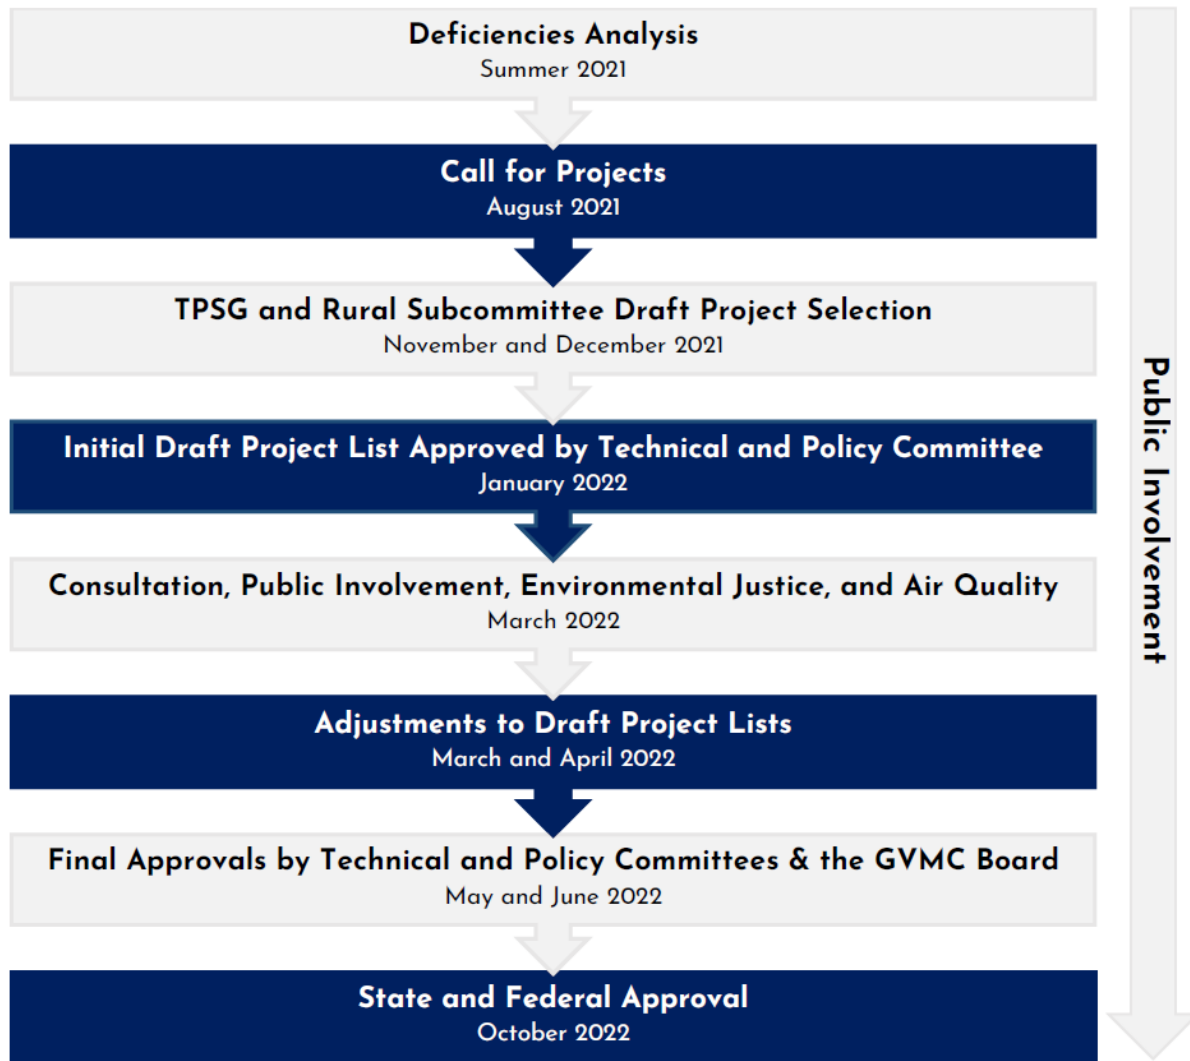 Deficiencies Analysis
Summer 2021
Call for Projects
August 2021
TPSG and Rural Subcommittee Draft Project Selection
November and December 2021
Initial Draft Project List Approved by Technical and Policy Committee
January 2022
Consultation, Public Involvement, Environmental Justice, and Air Quality
March 2022
Adjustments to Draft Project Lists
March and April 2022
Final Approvals by Technical and Policy Committees & the GVMC Board
May and June 2022
State and Federal Approval
October 2022
Public Involvement